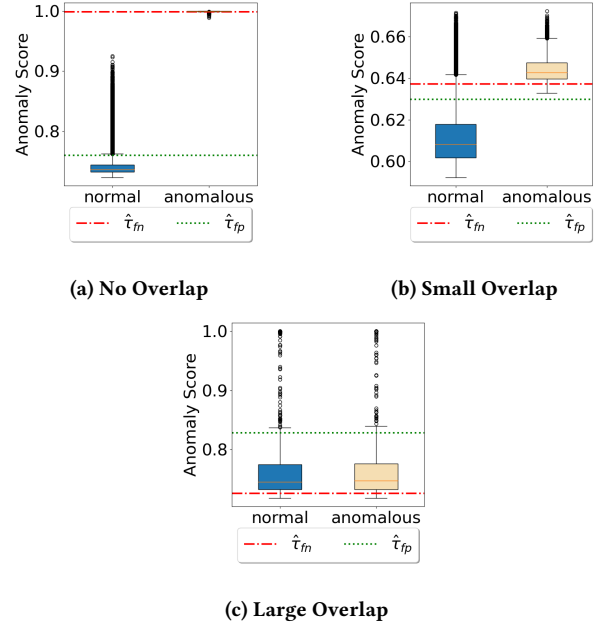 1.0
0.9
0.8
Anomaly Score
normal
anomalous
τ̂fn
τ̂fp
(a) No Overlap
0.66
0.64
0.62
0.60
Anomaly Score
normal
anomalous
τ̂fn
τ̂fp
(b) Small Overlap
1.0
0.9
0.8
Anomaly Score
normal
anomalous
τ̂fn
τ̂fp
(c) Large Overlap